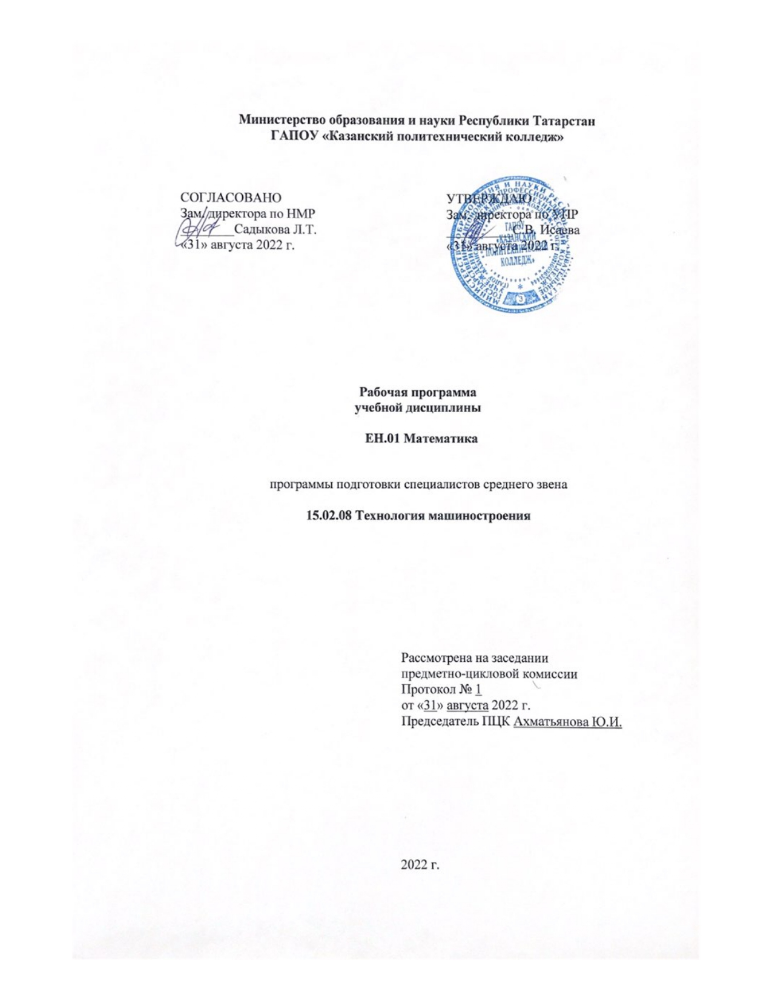 Министерство образования и науки Республики Татарстан
ГАПОУ «Казанский политехнический колледж»
СОГЛАСОВАНО
Зам. директора по НМР
________Садыкова Л.Т.
«31» августа 2022 г.
УТВЕРЖДАЮ
Зам. директора по УПР
__________С.В. Исаева
«31» августа 2022 г.
ГАПОУ
«КАЗАНСКИЙ
ПОЛИТЕХНИЧЕСКИЙ
КОЛЛЕДЖ»
3
Рабочая программа
учебной дисциплины
ЕН.01 Математика
программы подготовки специалистов среднего звена
15.02.08 Технология машиностроения
Рассмотрена на заседании
предметно-цикловой комиссии
Протокол № 1
от «31» августа 2022 г.
Председатель ПЦК Ахматьянова Ю.И.
2022 г.